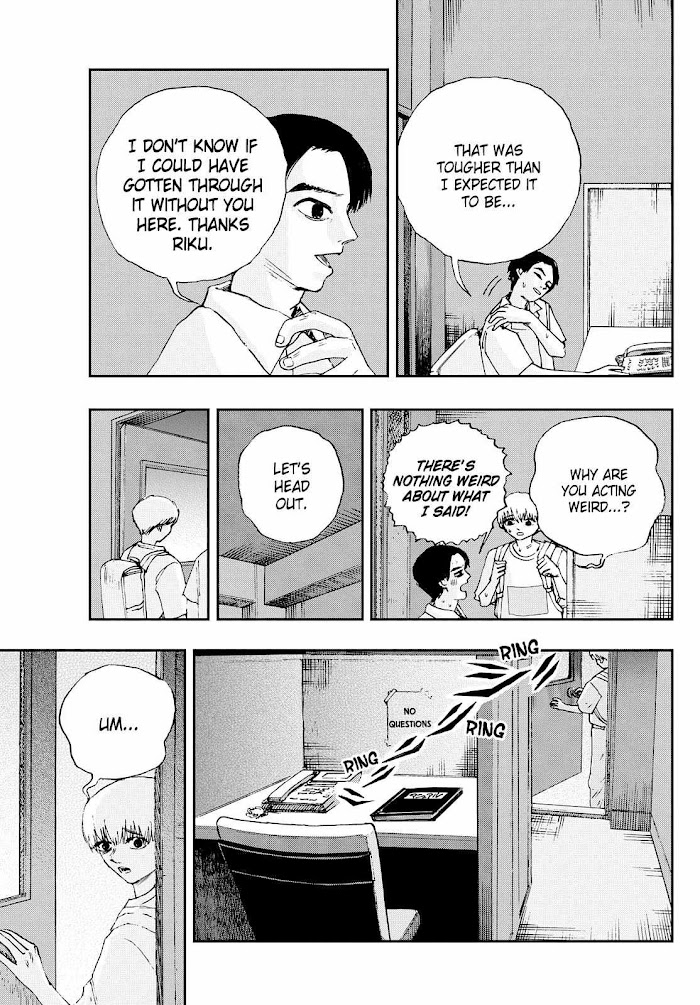 THAT WAS
TOUGHER THAN
I EXPECTED IT
TO BE...
I DON'T KNOW IF
I COULD HAVE
GOTTEN THROUGH
IT WITHOUT YOU
HERE. THANKS
RIKU.
WHY ARE
YOU ACTING
WEIRD...?
THERE'S
NOTHING WEIRD
ABOUT WHAT
I SAID!
LET'S
HEAD
OUT.
RING
RING
RING
NO
QUESTIONS
UM...